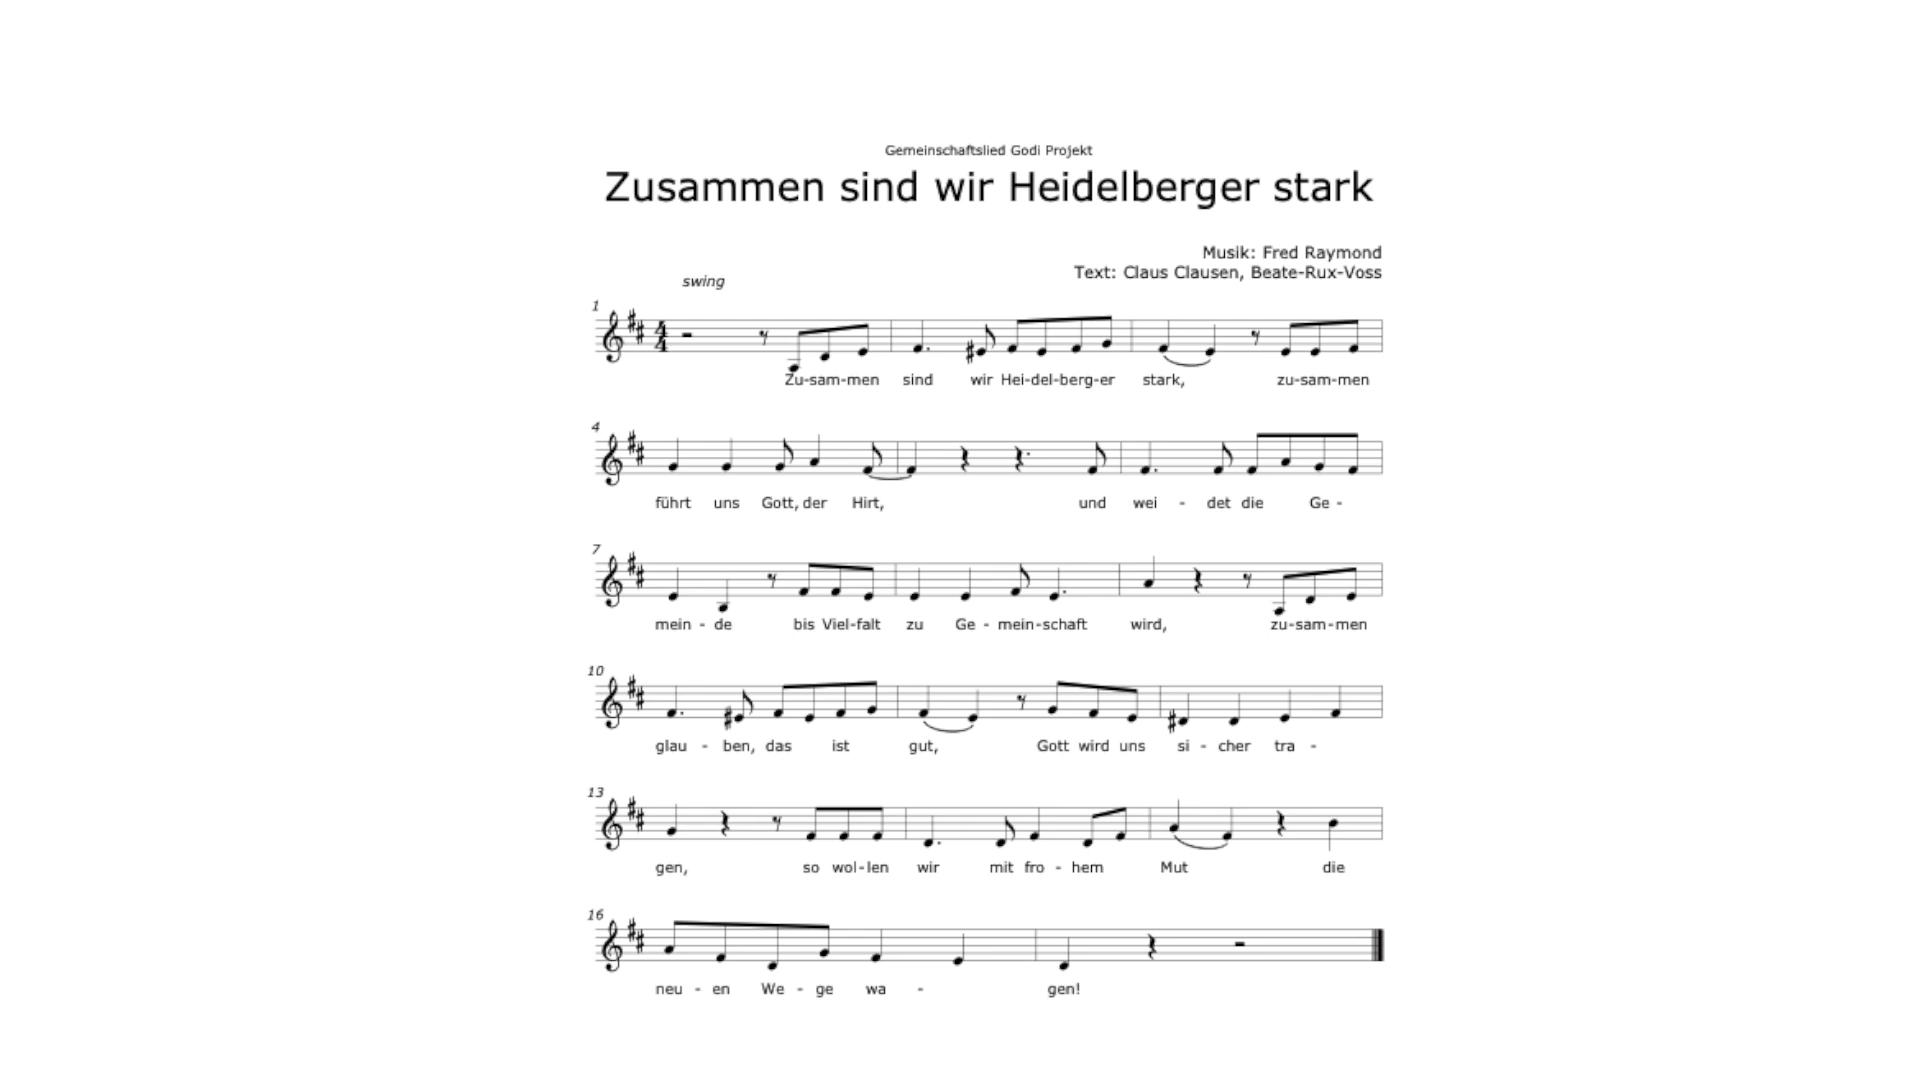 Gemeinschaftslied Godi Projekt
Zusammen sind wir Heidelberger stark
Musik: Fred Raymond
Text: Claus Clausen, Beate-Rux-Voss
swing
1
4 4
Zu-sam-men sind wir Hei-del-berg-er stark, zu-sam-men
4
führt uns Gott, der Hirt, und wei - det die Ge -
7
mein - de bis Viel-falt zu Ge - mein-schaft wird, zu-sam-men
10
glau - ben, das ist gut, Gott wird uns si - cher tra -
13
gen, so wol-len wir mit fro - hem Mut die
16
neu - en We - ge wa - gen!